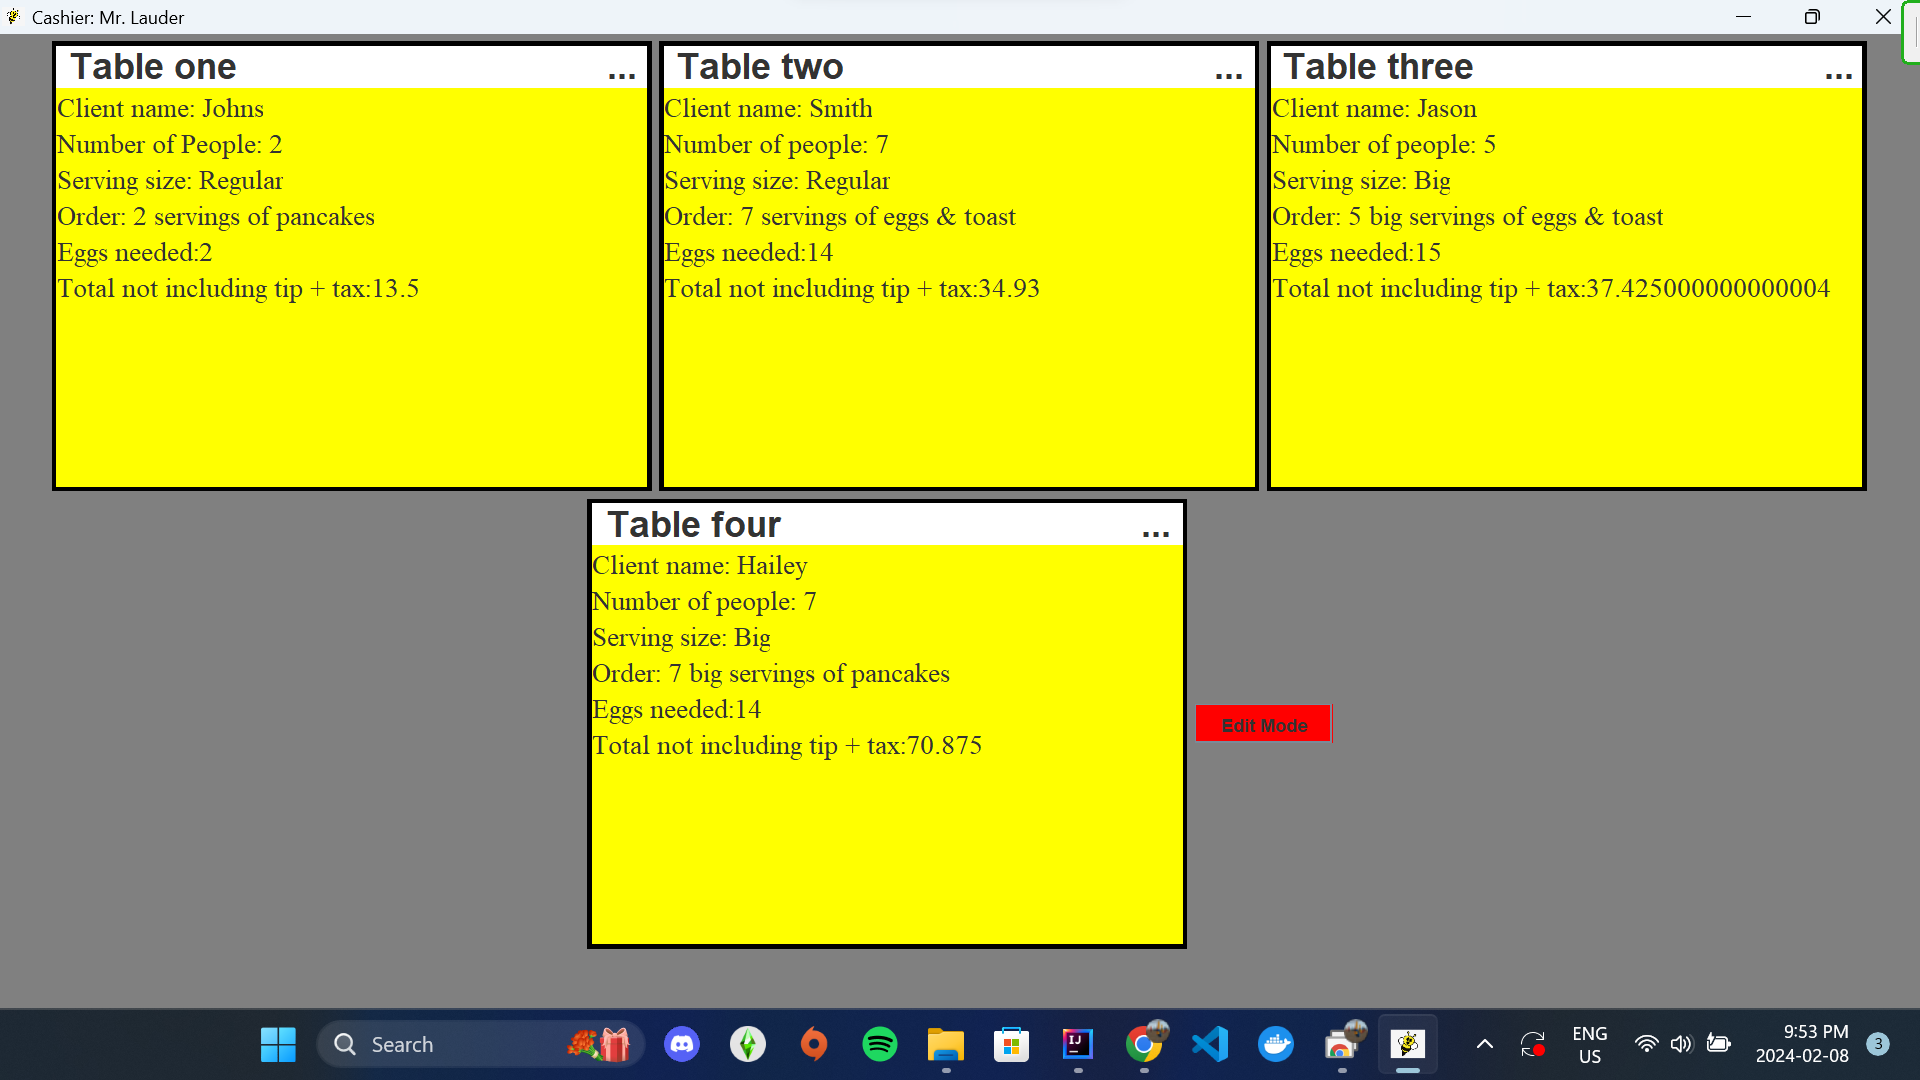 Cashier: Mr. Lauder
Table one ...
Client name: Johns
Number of People: 2
Serving size: Regular
Order: 2 servings of pancakes
Eggs needed:2
Total not including tip + tax:13.5
Table two ...
Client name: Smith
Number of people: 7
Serving size: Regular
Order: 7 servings of eggs & toast
Eggs needed:14
Total not including tip + tax:34.93
Table three ...
Client name: Jason
Number of people: 5
Serving size: Big
Order: 5 big servings of eggs & toast
Eggs needed:15
Total not including tip + tax:37.425000000000004
Table four ...
Client name: Hailey
Number of people: 7
Serving size: Big
Order: 7 big servings of pancakes
Eggs needed:14
Total not including tip + tax:70.875
Edit Mode
Search
IJ
ENG
US
9:53 PM
2024-02-08
3